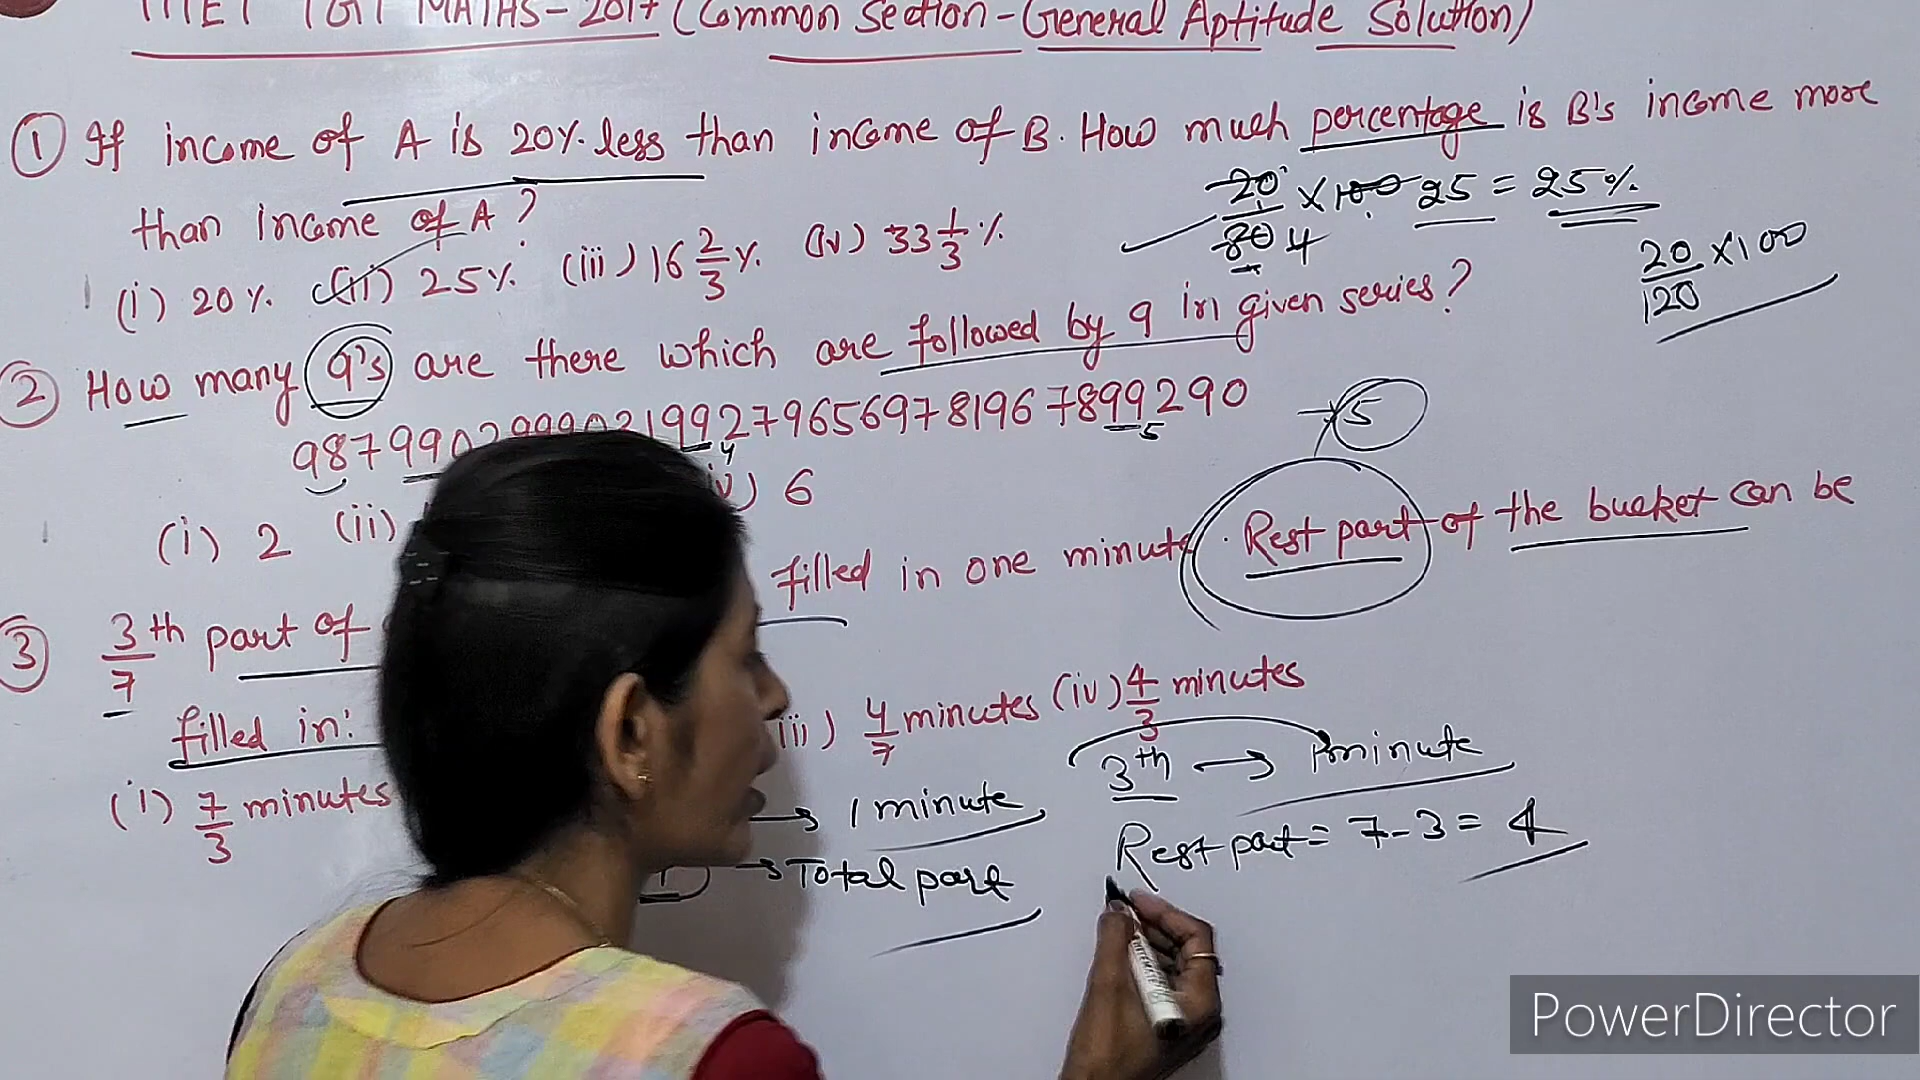 TGT MATHS-2017 (Common Section-General Aptitude Solution)
① If income of A is 20% less than income of B. How much percentage is B's income more
than income of A?
(i) 20% (ii) 25% (iii) 16 2/3 % (iv) 33 1/3 %
20/80 4 × 100 25 = 25%
20/120 × 100
② How many 9's are there which are followed by 9 in given series?
98799 199279656978196789 9290
4 5
→ 5
(i) 2 (ii) 6
③ 3/7 th part of filled in one minute. Rest part of the bucket can be
filled in:
(i) 7/3 minutes (iii) 4/7 minutes (iv) 4/3 minutes
→ 1 minute
→ Total part
3th → 1 minute
Rest part = 7-3 = 4
PowerDirector